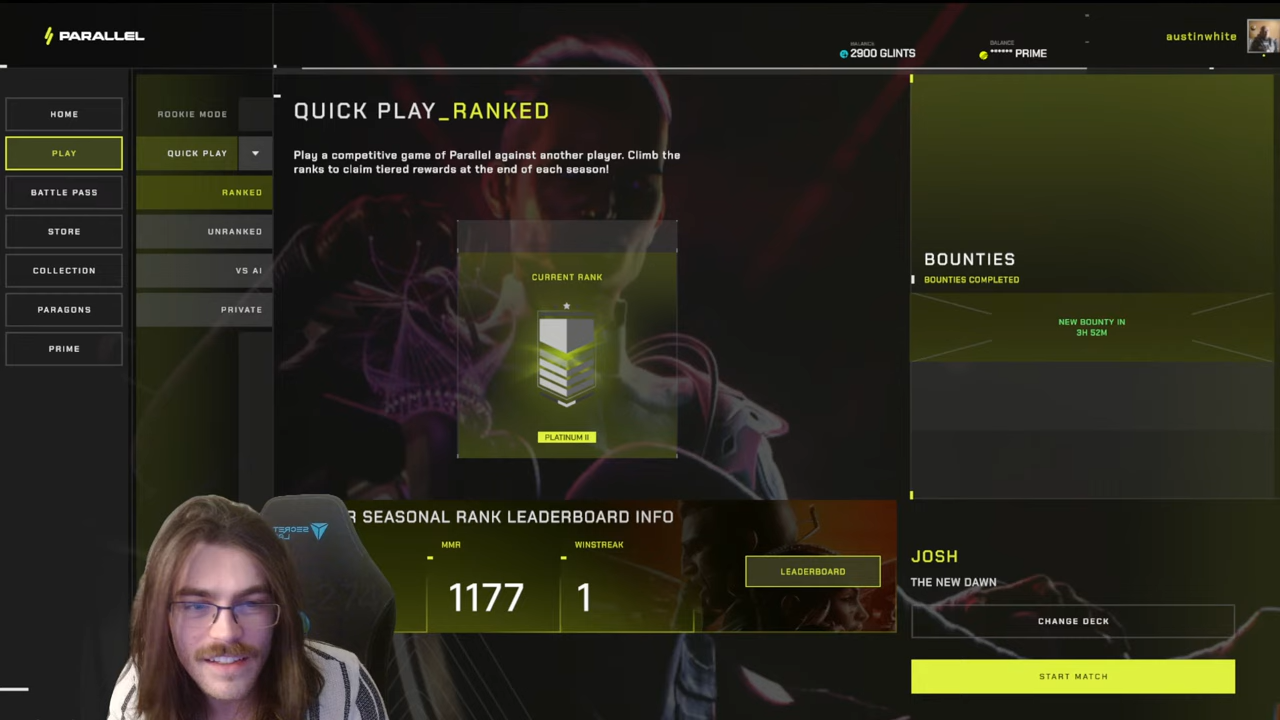 PARALLEL
BALANCE
2900 GLINTS
BALANCE
****** PRIME
austinwhite
HOME
PLAY
BATTLE PASS
STORE
COLLECTION
PARAGONS
PRIME
ROOKIE MODE
QUICK PLAY
RANKED
UNRANKED
VS AI
PRIVATE
QUICK PLAY_RANKED
Play a competitive game of Parallel against another player. Climb the
ranks to claim tiered rewards at the end of each season!
CURRENT RANK
PLATINUM II
R SEASONAL RANK LEADERBOARD INFO
MMR
1177
WINSTREAK
1
LEADERBOARD
BOUNTIES
BOUNTIES COMPLETED
NEW BOUNTY IN
3H 52M
JOSH
THE NEW DAWN
CHANGE DECK
START MATCH